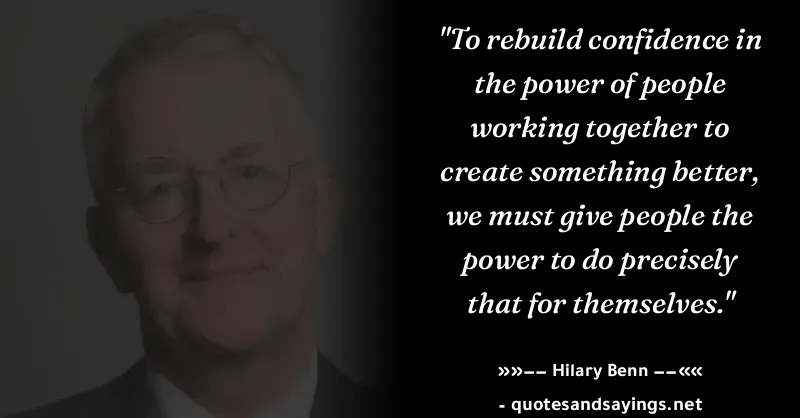 "To rebuild confidence in
the power of people
working together to
create something better,
we must give people the
power to do precisely
that for themselves."
»»−− Hilary Benn −−««
- quotesandsayings.net